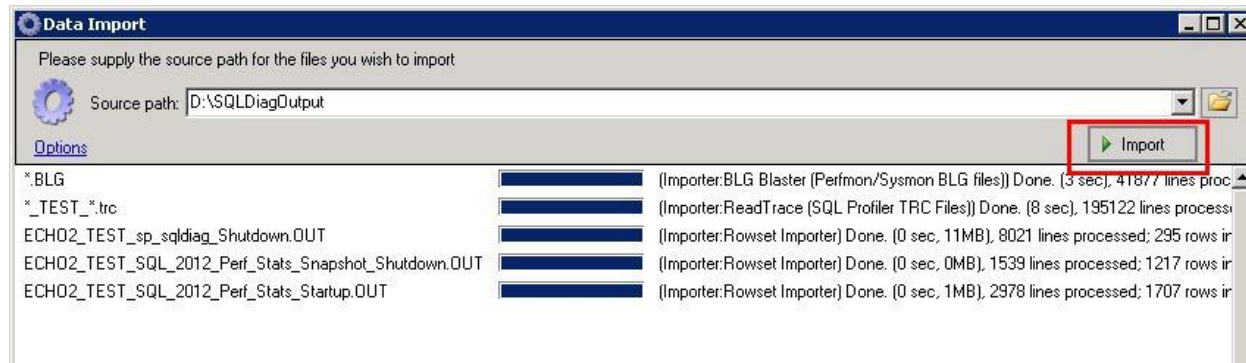 Data Import
Please supply the source path for the files you wish to import
Source path: D:\SQLDiagOutput
Options
Import
*.BLG (Importer:BLG Blaster (Perfmon/Sysmon BLG files)) Done. (3 sec), 41877 lines proc
*_TEST_*.trc (Importer:ReadTrace (SQL Profiler TRC Files)) Done. (8 sec), 195122 lines process
ECHO2_TEST_sp_sqldiag_Shutdown.OUT (Importer:Rowset Importer) Done. (0 sec, 11MB), 8021 lines processed; 295 rows in
ECHO2_TEST_SQL_2012_Perf_Stats_Snapshot_Shutdown.OUT (Importer:Rowset Importer) Done. (0 sec, 0MB), 1539 lines processed; 1217 rows in
ECHO2_TEST_SQL_2012_Perf_Stats_Startup.OUT (Importer:Rowset Importer) Done. (0 sec, 1MB), 2978 lines processed; 1707 rows in